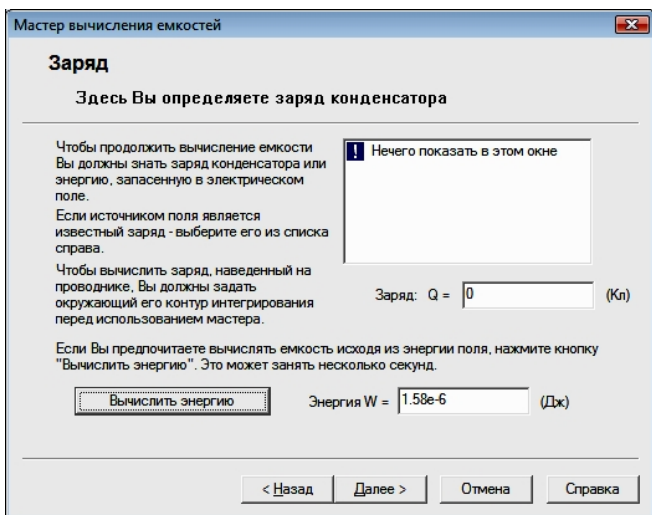 Мастер вычисления емкостей
Заряд
Здесь Вы определяете заряд конденсатора
Чтобы продолжить вычисление емкости
Вы должны знать заряд конденсатора или
энергию, запасенную в электрическом
поле.
Если источником поля является
известный заряд - выберите его из списка
справа.
Чтобы вычислить заряд, наведенный на
проводнике, Вы должны задать
окружающий его контур интегрирования
перед использованием мастера.
! Нечего показать в этом окне
Заряд: Q = 0 (Кл)
Если Вы предпочитаете вычислять емкость исходя из энергии поля, нажмите кнопку
"Вычислить энергию". Это может занять несколько секунд.
Вычислить энергию Энергия W = 1.58e-6 (Дж)
< Назад Далее > Отмена Справка